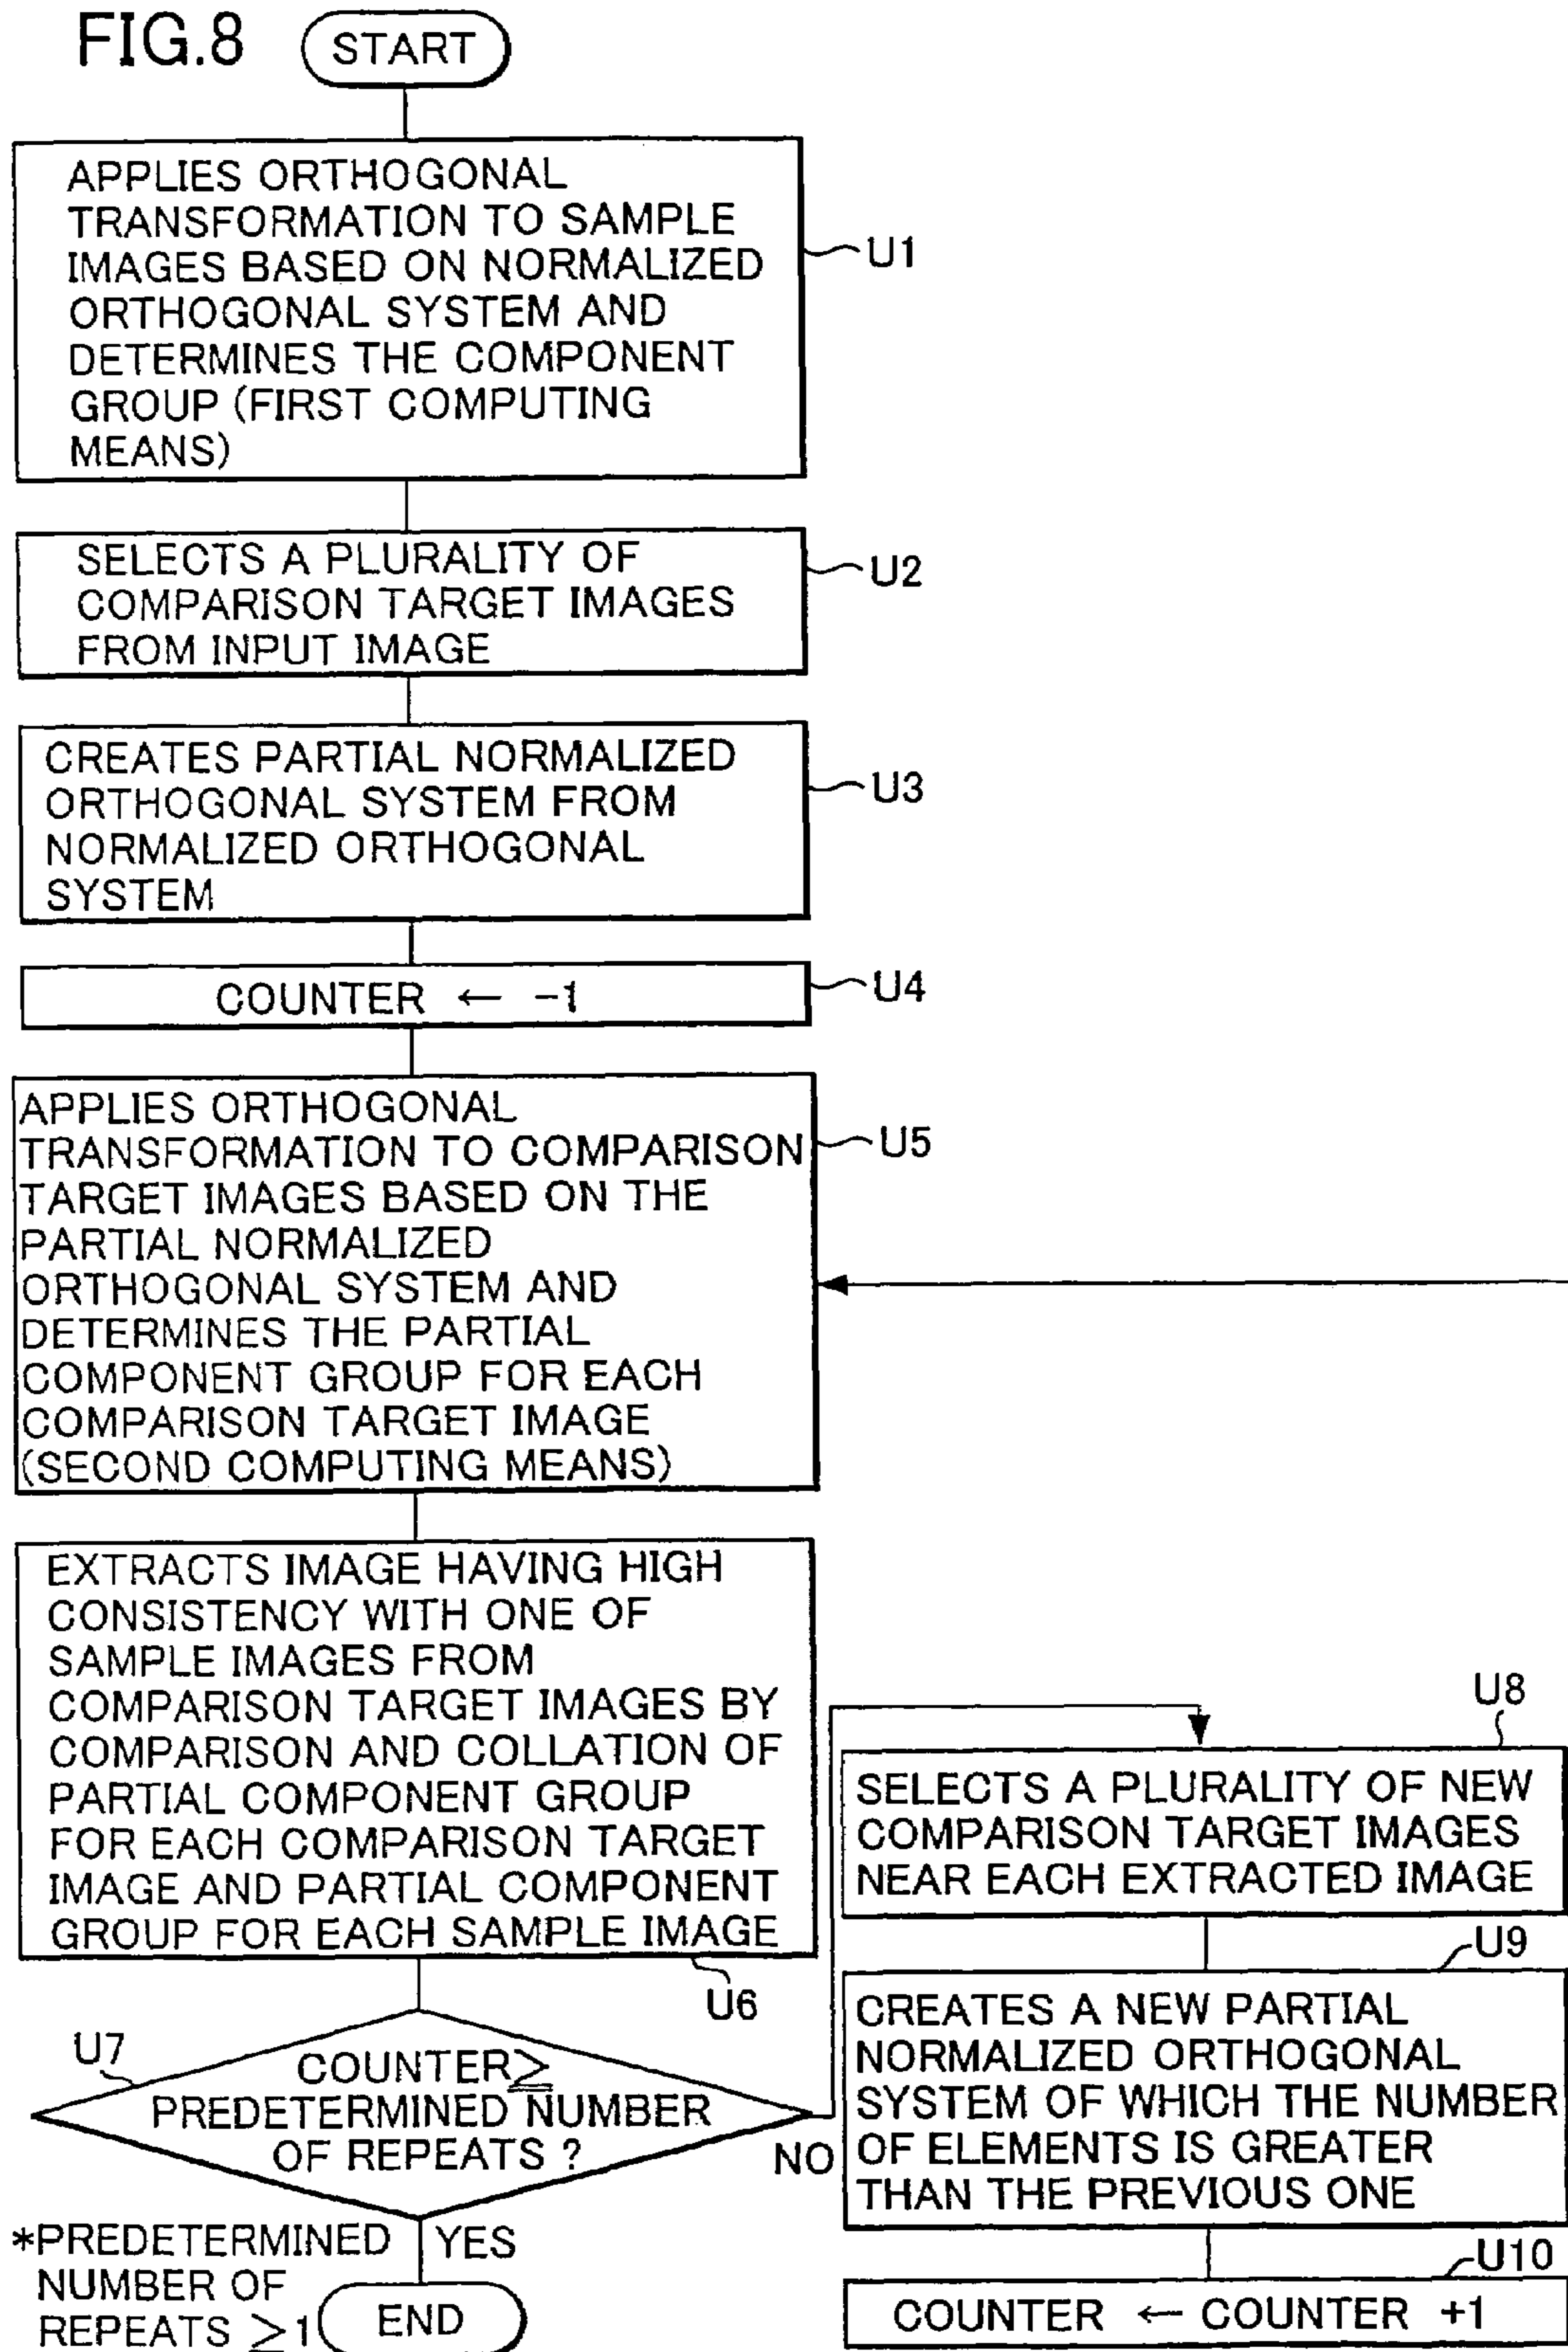 FIG.8
START
APPLIES ORTHOGONAL
TRANSFORMATION TO SAMPLE
IMAGES BASED ON NORMALIZED
ORTHOGONAL SYSTEM AND
DETERMINES THE COMPONENT
GROUP (FIRST COMPUTING
MEANS)
U1
SELECTS A PLURALITY OF
COMPARISON TARGET IMAGES
FROM INPUT IMAGE
U2
CREATES PARTIAL NORMALIZED
ORTHOGONAL SYSTEM FROM
NORMALIZED ORTHOGONAL
SYSTEM
U3
COUNTER ← -1
U4
APPLIES ORTHOGONAL
TRANSFORMATION TO COMPARISON
TARGET IMAGES BASED ON THE
PARTIAL NORMALIZED
ORTHOGONAL SYSTEM AND
DETERMINES THE PARTIAL
COMPONENT GROUP FOR EACH
COMPARISON TARGET IMAGE
(SECOND COMPUTING MEANS)
U5
EXTRACTS IMAGE HAVING HIGH
CONSISTENCY WITH ONE OF
SAMPLE IMAGES FROM
COMPARISON TARGET IMAGES BY
COMPARISON AND COLLATION OF
PARTIAL COMPONENT GROUP
FOR EACH COMPARISON TARGET
IMAGE AND PARTIAL COMPONENT
GROUP FOR EACH SAMPLE IMAGE
U6
U7
COUNTER≧
PREDETERMINED NUMBER
OF REPEATS ?
NO
YES
*PREDETERMINED
NUMBER OF
REPEATS ≥1
END
U8
SELECTS A PLURALITY OF NEW
COMPARISON TARGET IMAGES
NEAR EACH EXTRACTED IMAGE
U9
CREATES A NEW PARTIAL
NORMALIZED ORTHOGONAL
SYSTEM OF WHICH THE NUMBER
OF ELEMENTS IS GREATER
THAN THE PREVIOUS ONE
U10
COUNTER ← COUNTER +1